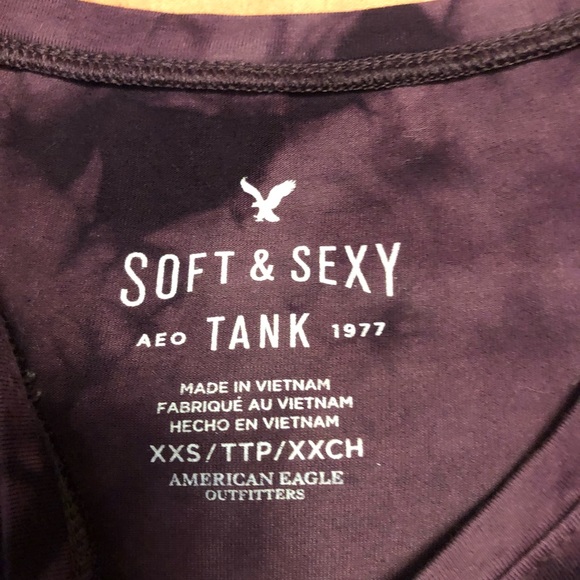 SOFT & SEXY
AEO TANK 1977
MADE IN VIETNAM
FABRIQUÉ AU VIETNAM
HECHO EN VIETNAM
XXS/TTP/XXCH
AMERICAN EAGLE
OUTFITTERS